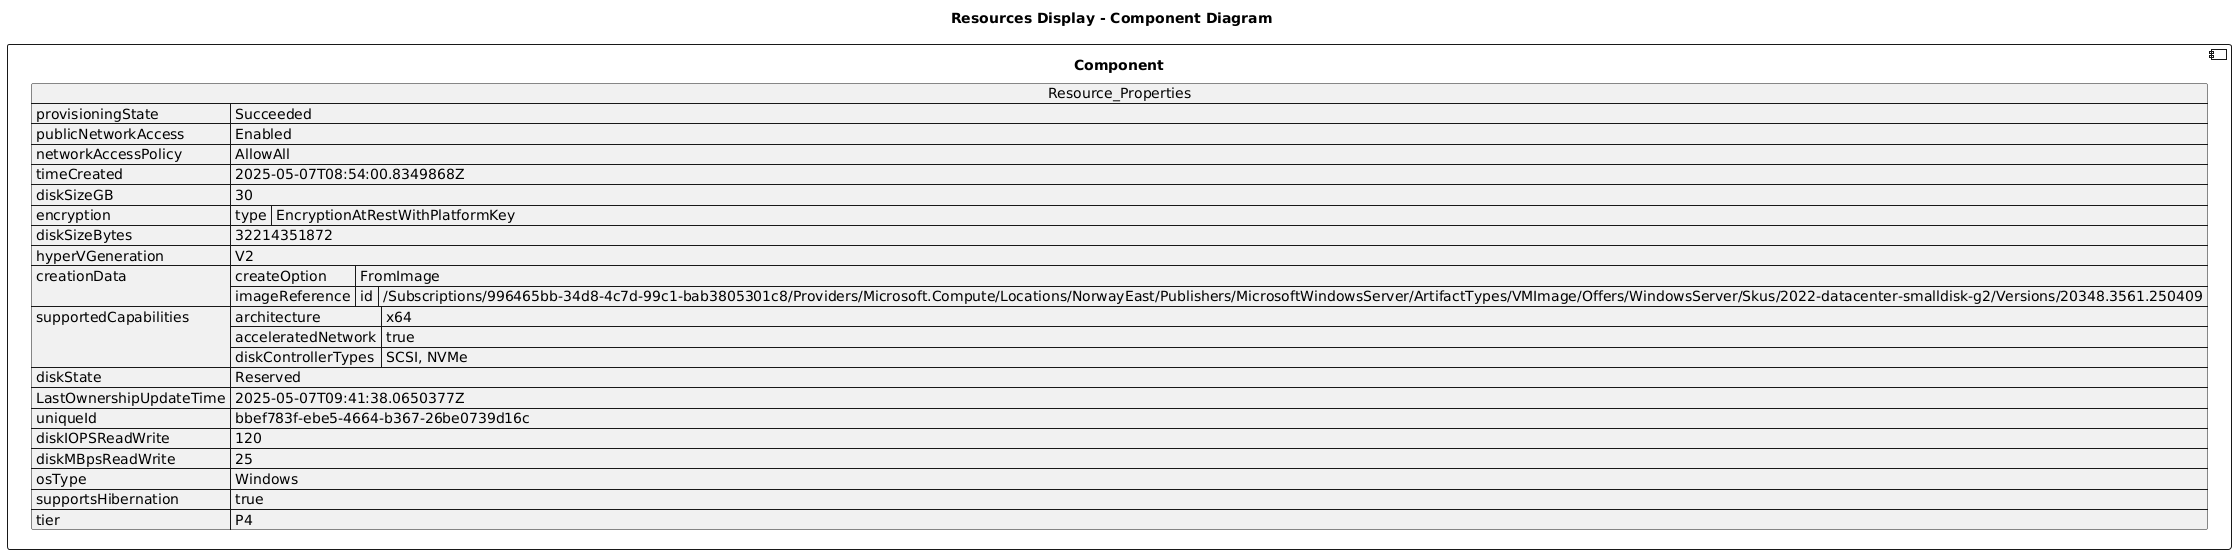 Resources Display - Component Diagram
Component
Resource_Properties
provisioningState Succeeded
publicNetworkAccess Enabled
networkAccessPolicy AllowAll
timeCreated 2025-05-07T08:54:00.8349868Z
diskSizeGB 30
encryption type EncryptionAtRestWithPlatformKey
diskSizeBytes 32214351872
hyperVGeneration V2
creationData createOption FromImage
imageReference id /Subscriptions/996465bb-34d8-4c7d-99c1-bab3805301c8/Providers/Microsoft.Compute/Locations/NorwayEast/Publishers/MicrosoftWindowsServer/ArtifactTypes/VMImage/Offers/WindowsServer/Skus/2022-datacenter-smalldisk-g2/Versions/20348.3561.250409
supportedCapabilities architecture x64
acceleratedNetwork true
diskControllerTypes SCSI, NVMe
diskState Reserved
LastOwnershipUpdateTime 2025-05-07T09:41:38.0650377Z
uniqueId bbef783f-ebe5-4664-b367-26be0739d16c
diskIOPSReadWrite 120
diskMBpsReadWrite 25
osType Windows
supportsHibernation true
tier P4